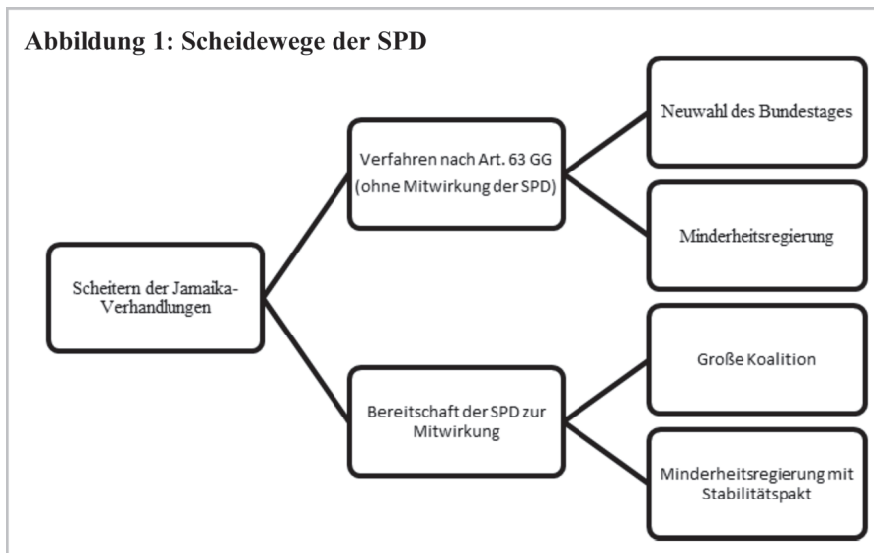 Abbildung 1: Scheidewege der SPD
Scheitern der Jamaika-
Verhandlungen
Verfahren nach Art. 63 GG
(ohne Mitwirkung der SPD)
Neuwahl des Bundestages
Minderheitsregierung
Bereitschaft der SPD zur
Mitwirkung
Große Koalition
Minderheitsregierung mit
Stabilitätspakt